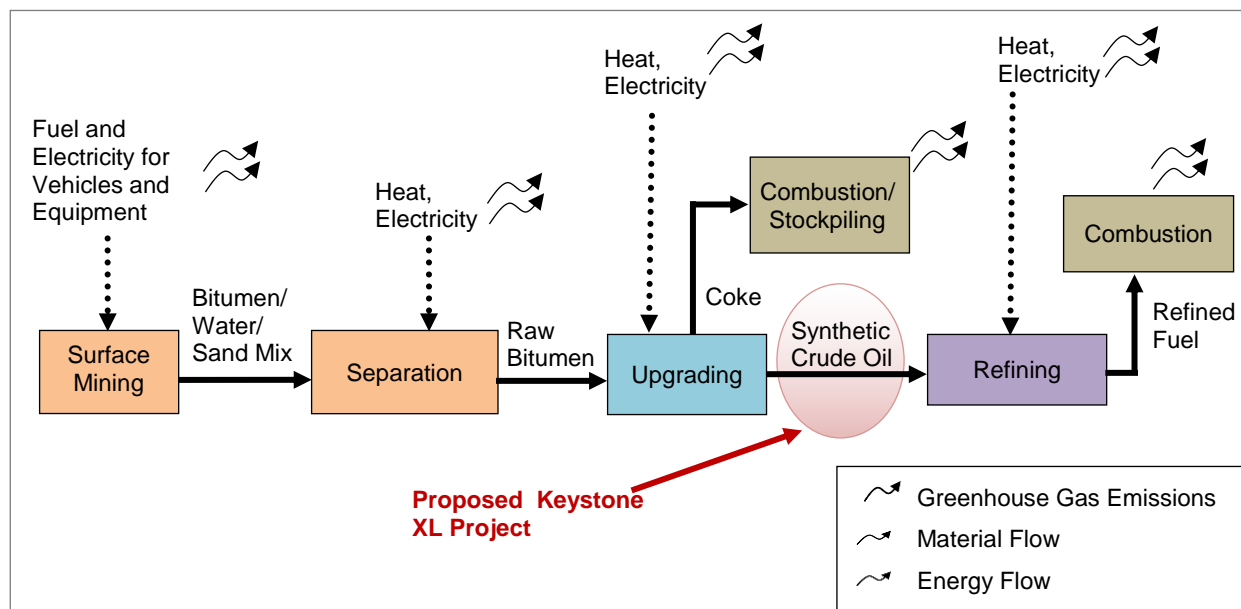 Fuel and
Electricity for
Vehicles and
Equipment
Heat,
Electricity
Heat,
Electricity
Heat,
Electricity
Surface
Mining
Bitumen/
Water/
Sand Mix
Separation
Raw
Bitumen
Upgrading
Coke
Combustion/
Stockpiling
Synthetic
Crude Oil
Refining
Refined
Fuel
Combustion
Proposed Keystone
XL Project
Greenhouse Gas Emissions
Material Flow
Energy Flow